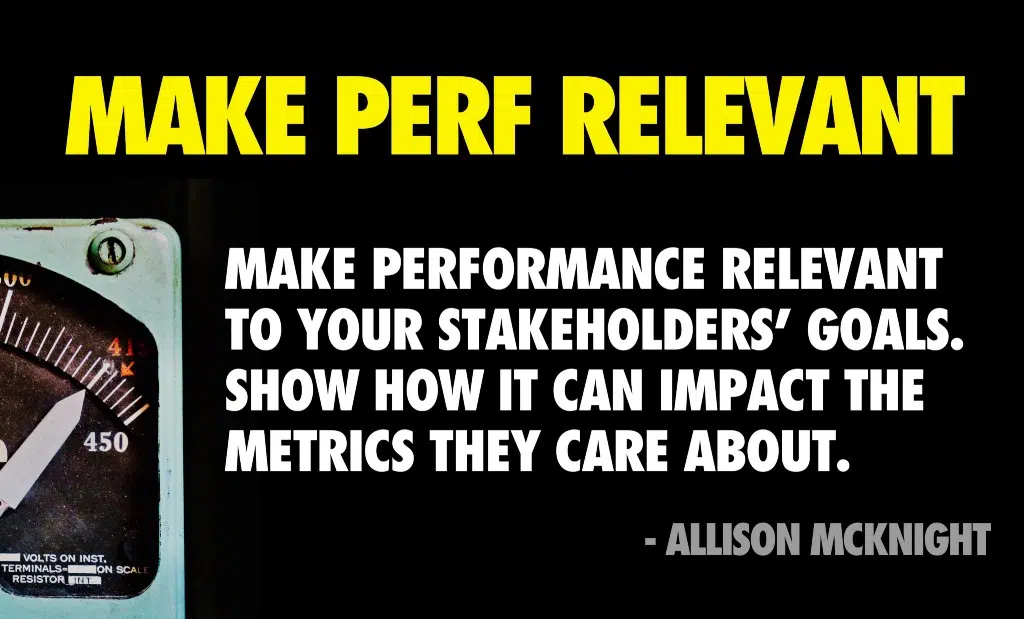 MAKE PERF RELEVANT
MAKE PERFORMANCE RELEVANT
TO YOUR STAKEHOLDERS’ GOALS.
SHOW HOW IT CAN IMPACT THE
METRICS THEY CARE ABOUT.
- ALLISON MCKNIGHT
450
VOLTS ON INST.
TERMINALS- ON SCALE
RESISTOR INT.